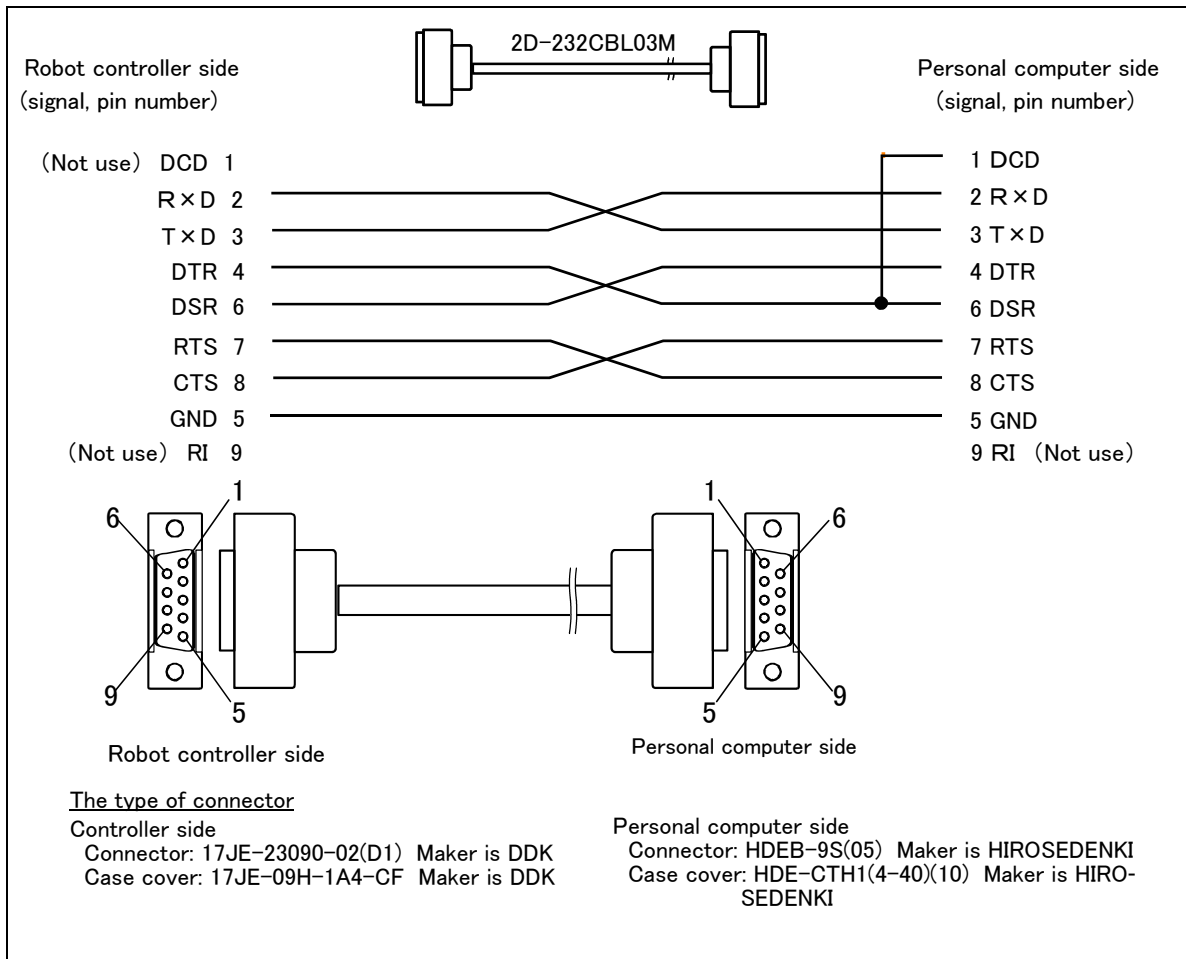 2D-232CBL03M
Robot controller side
(signal, pin number)
Personal computer side
(signal, pin number)
(Not use) DCD 1
1 DCD
R×D 2
2 R×D
T×D 3
3 T×D
DTR 4
4 DTR
DSR 6
6 DSR
RTS 7
7 RTS
CTS 8
8 CTS
GND 5
5 GND
(Not use) RI 9
9 RI (Not use)
1
6
9
5
1
6
5
9
Robot controller side
Personal computer side
The type of connector
Controller side
Connector: 17JE-23090-02(D1) Maker is DDK
Case cover: 17JE-09H-1A4-CF Maker is DDK
Personal computer side
Connector: HDEB-9S(05) Maker is HIROSEDENKI
Case cover: HDE-CTH1(4-40)(10) Maker is HIRO-
SEDENKI